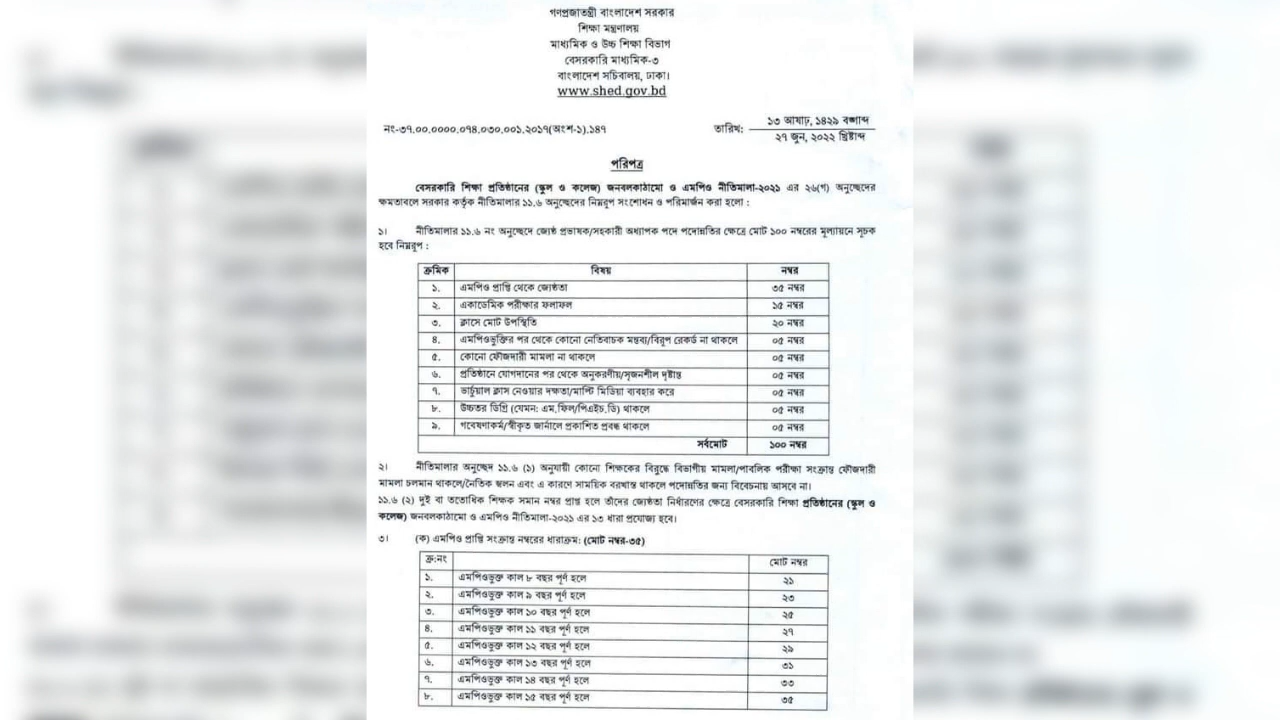 গণপ্রজাতন্ত্রী বাংলাদেশ সরকার
শিক্ষা মন্ত্রণালয়
মাধ্যমিক ও উচ্চ শিক্ষা বিভাগ
বেসরকারি মাধ্যমিক-৩
বাংলাদেশ সচিবালয়, ঢাকা।
www.shed.gov.bd
নং-৩৭.০০.০০০০.০৭৪.০৩০.০০১.২০১৭(অংশ-১).১৪৭
তারিখ: ১৩ আষাঢ়, ১৪২৯ বঙ্গাব্দ
২৭ জুন, ২০২২ খ্রিষ্টাব্দ
পরিপত্র
বেসরকারি শিক্ষা প্রতিষ্ঠানের (স্কুল ও কলেজ) জনবলকাঠামো ও এমপিও নীতিমালা-২০২১ এর ২৬(গ) অনুচ্ছেদের
ক্ষমতাবলে সরকার কর্তৃক নীতিমালার ১১.৬ অনুচ্ছেদের নিম্নরূপ সংশোধন ও পরিমার্জন করা হলো :
১। নীতিমালার ১১.৬ নং অনুচ্ছেদে জ্যেষ্ঠ প্রভাষক/সহকারী অধ্যাপক পদে পদোন্নতির ক্ষেত্রে মোট ১০০ নম্বরের মূল্যায়নে সূচক
হবে নিম্নরূপ :
ক্রমিক বিষয় নম্বর
১. এমপিও প্রাপ্তি থেকে জ্যেষ্ঠতা ৩৫ নম্বর
২. একাডেমিক পরীক্ষার ফলাফল ১৫ নম্বর
৩. ক্লাসে মোট উপস্থিতি ২০ নম্বর
৪. এমপিওভুক্তির পর থেকে কোনো নেতিবাচক মন্তব্য/বিরূপ রেকর্ড না থাকলে ০৫ নম্বর
৫. কোনো ফৌজদারী মামলা না থাকলে ০৫ নম্বর
৬. প্রতিষ্ঠানে যোগদানের পর থেকে অনুকরণীয়/সৃজনশীল দৃষ্টান্ত ০৫ নম্বর
৭. ভার্চুয়াল ক্লাস নেওয়ার দক্ষতা/মাল্টি মিডিয়া ব্যবহার করে ০৫ নম্বর
৮. উচ্চতর ডিগ্রি (যেমন: এম.ফিল/পিএইচ.ডি) থাকলে ০৫ নম্বর
৯. গবেষণাকর্ম/স্বীকৃত জার্নালে প্রকাশিত প্রবন্ধ থাকলে ০৫ নম্বর
সর্বমোট ১০০ নম্বর
২। নীতিমালার অনুচ্ছেদ ১১.৬ (১) অনুযায়ী কোনো শিক্ষকের বিরুদ্ধে বিভাগীয় মামলা/পাবলিক পরীক্ষা সংক্রান্ত ফৌজদারী
মামলা চলমান থাকলে/নৈতিক স্খলন এবং এ কারণে সাময়িক বরখাস্ত থাকলে পদোন্নতির জন্য বিবেচনায় আসবে না।
১১.৬ (২) দুই বা ততোধিক শিক্ষক সমান নম্বর প্রাপ্ত হলে তাঁদের জ্যেষ্ঠতা নির্ধারণের ক্ষেত্রে বেসরকারি শিক্ষা প্রতিষ্ঠানের (স্কুল ও
কলেজ) জনবলকাঠামো ও এমপিও নীতিমালা-২০২১ এর ১৩ ধারা প্রযোজ্য হবে।
৩। (ক) এমপিও প্রাপ্তি সংক্রান্ত নম্বরের ধারাক্রম: (মোট নম্বর-৩৫)
ক্র:নং মোট নম্বর
১. এমপিওভুক্ত কাল ৮ বছর পূর্ণ হলে ২১
২. এমপিওভুক্ত কাল ৯ বছর পূর্ণ হলে ২৩
৩. এমপিওভুক্ত কাল ১০ বছর পূর্ণ হলে ২৫
৪. এমপিওভুক্ত কাল ১১ বছর পূর্ণ হলে ২৭
৫. এমপিওভুক্ত কাল ১২ বছর পূর্ণ হলে ২৯
৬. এমপিওভুক্ত কাল ১৩ বছর পূর্ণ হলে ৩১
৭. এমপিওভুক্ত কাল ১৪ বছর পূর্ণ হলে ৩৩
৮. এমপিওভুক্ত কাল ১৫ বছর পূর্ণ হলে ৩৫